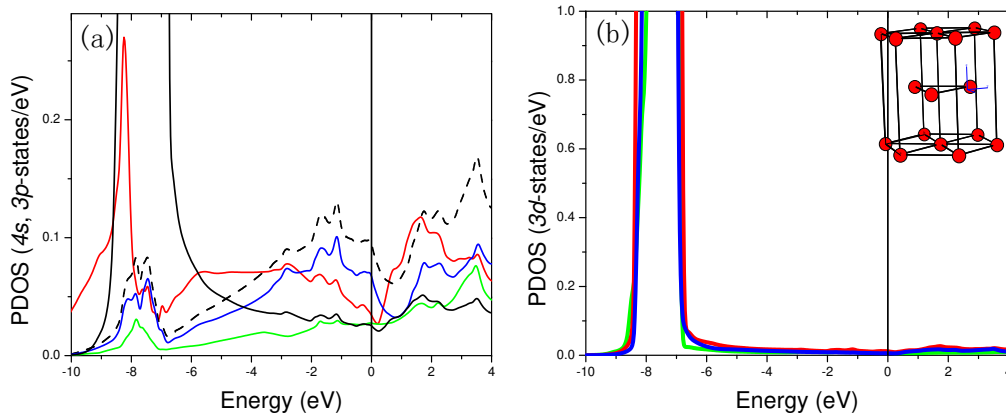 (a)
PDOS (4s, 3p-states/eV)
0.2
0.1
0.0
-10 -8 -6 -4 -2 0 2 4
Energy (eV)
(b)
PDOS (3d-states/eV)
1.0
0.8
0.6
0.4
0.2
0.0
-10 -8 -6 -4 -2 0 2 4
Energy (eV)